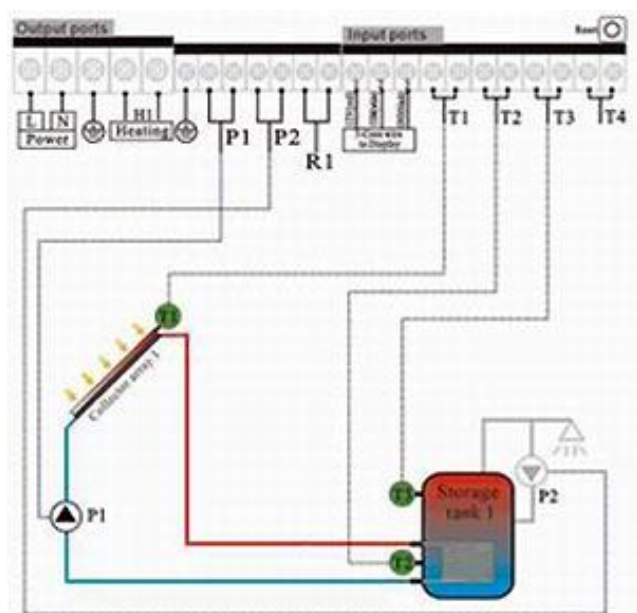 Output ports
Input ports
Reset
L N
Power
H1
Heating
P1
P2
R1
3-Core wire
to Display
T1
T2
T3
T4
T1
Collector array 1
P1
T3
Storage
tank 1
T2
P2